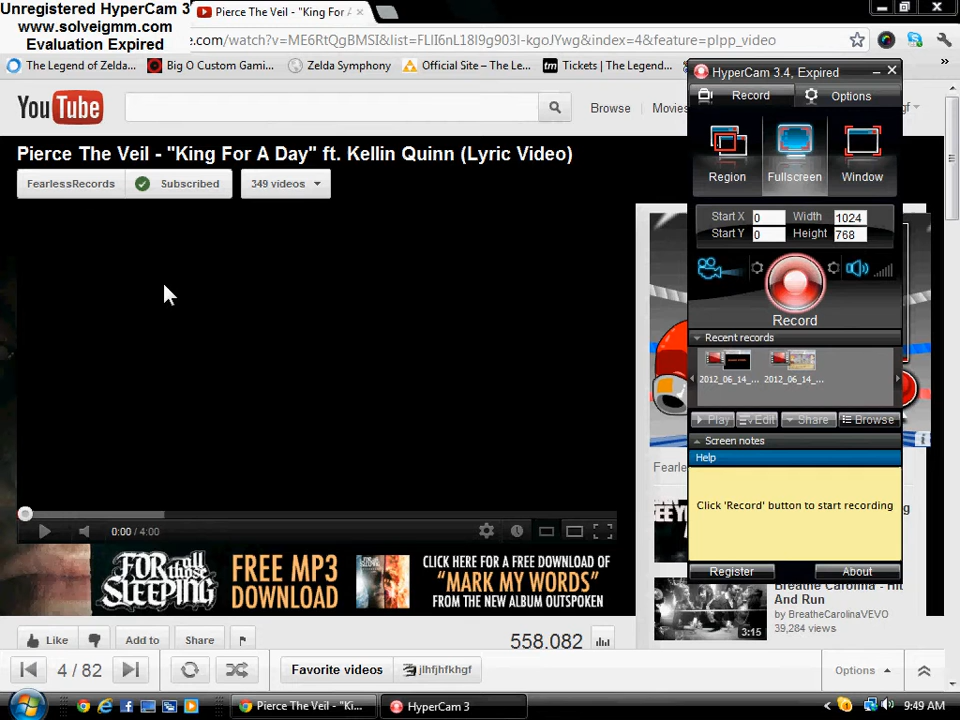 Unregistered HyperCam 3
www.solveigmm.com
Evaluation Expired
Pierce The Veil - "King For A
.com/watch?v=ME6RtQgBMSI&list=FLlI6nL18l9g903l-kgoJYwg&index=4&feature=plpp_video
The Legend of Zelda...
Big O Custom Gami...
Zelda Symphony
Official Site – The Le...
tm Tickets | The Legend...
»
YouTube
Browse
Movies
Pierce The Veil - "King For A Day" ft. Kellin Quinn (Lyric Video)
FearlessRecords
Subscribed
349 videos
0:00 / 4:00
FOR all those SLEEPING
FREE MP3
DOWNLOAD
CLICK HERE FOR A FREE DOWNLOAD OF
"MARK MY WORDS"
FROM THE NEW ALBUM OUTSPOKEN
Like
Add to
Share
558,082
4 / 82
Favorite videos
jlhfjhfkhgf
Options
HyperCam 3.4, Expired
Record
Options
Region
Fullscreen
Window
Start X 0 Width 1024
Start Y 0 Height 768
Record
Recent records
2012_06_14_...
2012_06_14_...
Play
Edit
Share
Browse
Screen notes
Help
Click 'Record' button to start recording
Register
About
Fearle
Breathe Carolina - Hit
And Run
by BreatheCarolinaVEVO
39,284 views
3:15
Pierce The Veil - "Ki...
HyperCam 3
9:49 AM